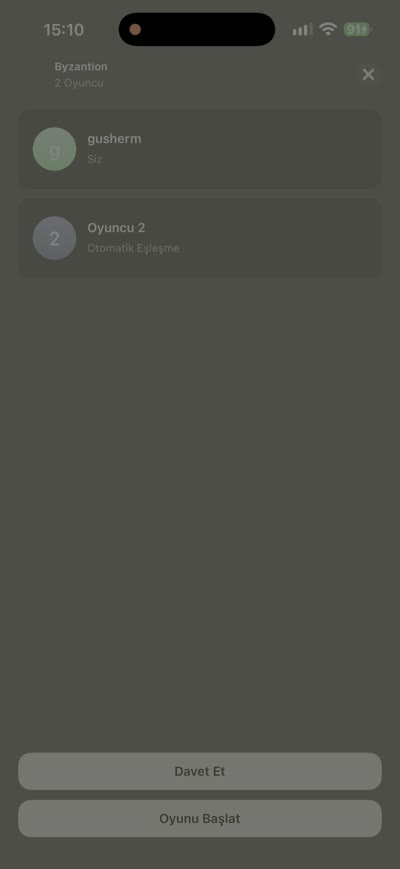 15:10
91
Byzantion
2 Oyuncu
g
gusherm
Siz
2
Oyuncu 2
Otomatik Eşleşme
Davet Et
Oyunu Başlat